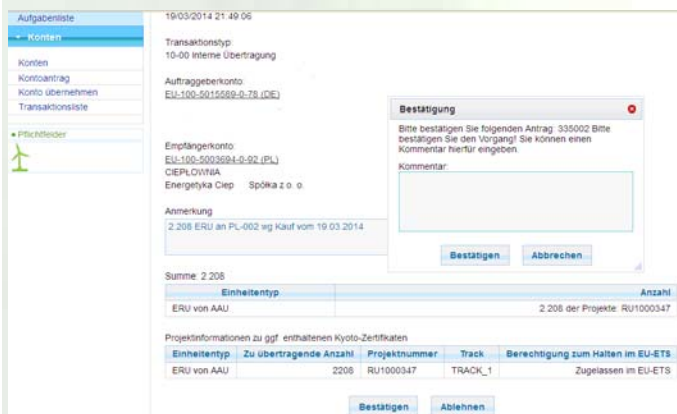 Aufgabenliste
Konten
Konten
Kontoantrag
Konto übernehmen
Transaktionsliste
Pflichtfelder
19/03/2014 21:49:06
Transaktionstyp:
10-00 Interne Übertragung
Auftraggeberkonto:
EU-100-5015589-0-78 (DE)
Empfängerkonto:
EU-100-5003694-0-92 (PL)
CIEPŁOWNIA
Energetyka Ciep Spółka z o. o.
Anmerkung
2.208 ERU an PL-002 wg Kauf vom 19.03.2014
Bestätigung
Bitte bestätigen Sie folgenden Antrag: 335002 Bitte
bestätigen Sie den Vorgang! Sie können einen
Kommentar hierfür eingeben.
Kommentar:
Bestätigen Abbrechen
Summe: 2.208
Einheitentyp Anzahl
ERU von AAU 2.208 der Projekte: RU1000347
Projektinformationen zu ggf. enthaltenen Kyoto-Zertifikaten
Einheitentyp Zu übertragende Anzahl Projektnummer Track Berechtigung zum Halten im EU-ETS
ERU von AAU 2208 RU1000347 TRACK_1 Zugelassen im EU-ETS
Bestätigen Ablehnen